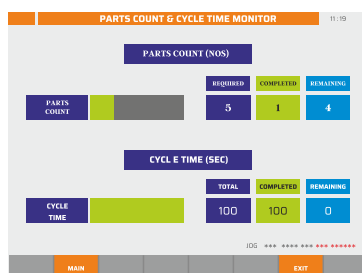 PARTS COUNT & CYCLE TIME MONITOR
11:19
PARTS COUNT (NOS)
REQUIRED COMPLETED REMAINING
PARTS COUNT
5 1 4
CYCL E TIME (SEC)
TOTAL COMPLETED REMAINING
CYCLE TIME
100 100 0
JOG *** **** *** *** ******
MAIN EXIT